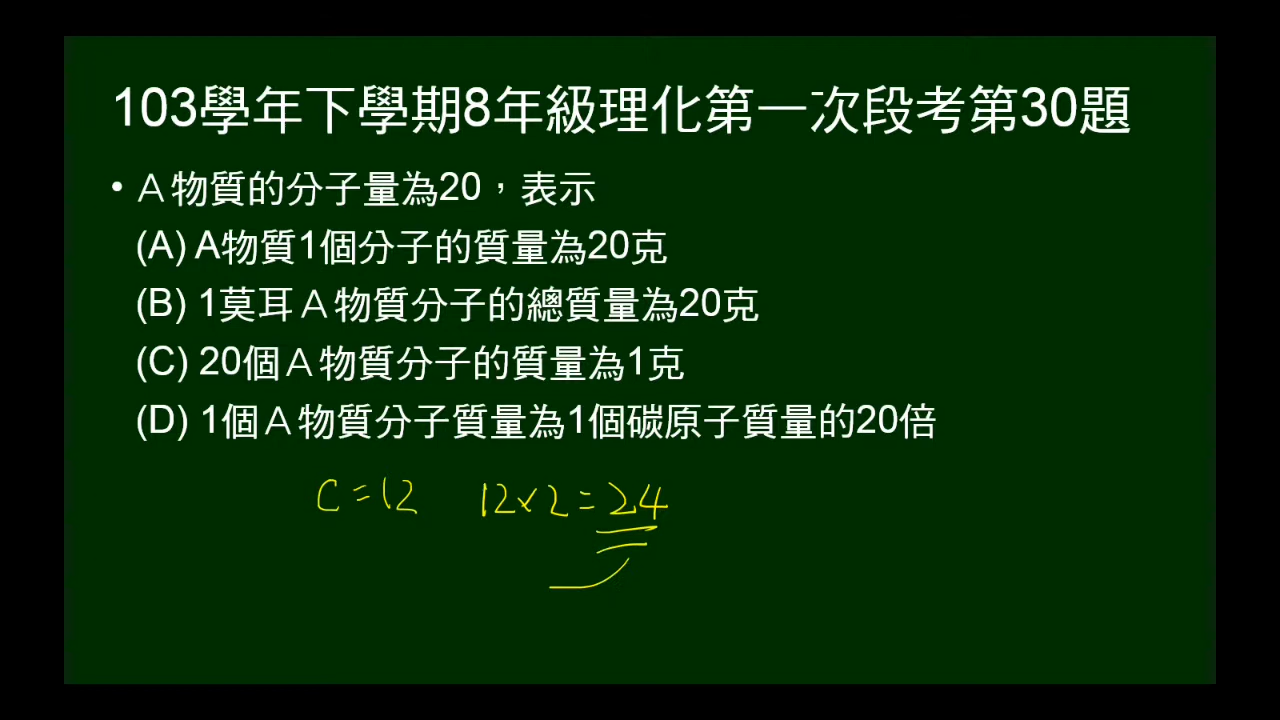 103學年下學期8年級理化第一次段考第30題
• Ａ物質的分子量為20，表示
(A) A物質1個分子的質量為20克
(B) 1莫耳Ａ物質分子的總質量為20克
(C) 20個Ａ物質分子的質量為1克
(D) 1個Ａ物質分子質量為1個碳原子質量的20倍
C=12 12×2=24